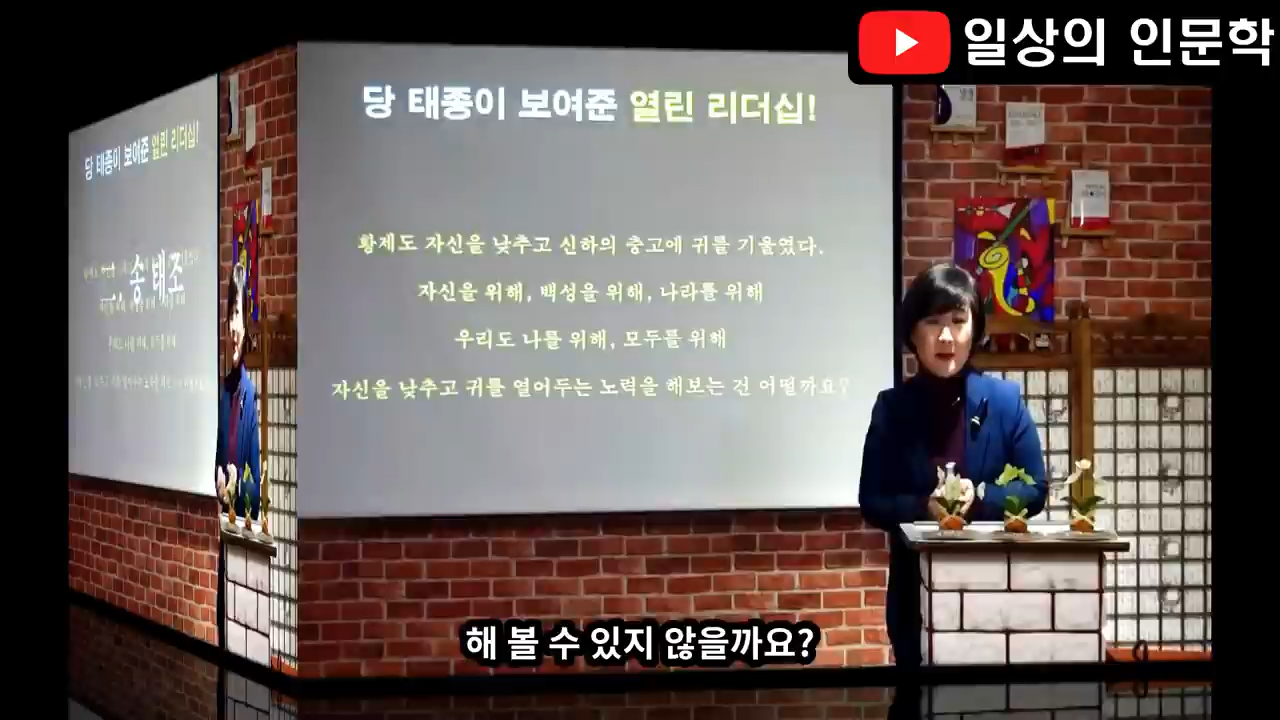 일상의 인문학
당 태종이 보여준 열린 리더십!
황제도 자신을 낮추고 신하의 충고에 귀를 기울였다.
자신을 위해, 백성을 위해, 나라를 위해
우리도 나를 위해, 모두를 위해
자신을 낮추고 귀를 열어두는 노력을 해보는 건 어떨까요?
당 태종이 보여준 열린 리더십!
송 태조
해 볼 수 있지 않을까요?